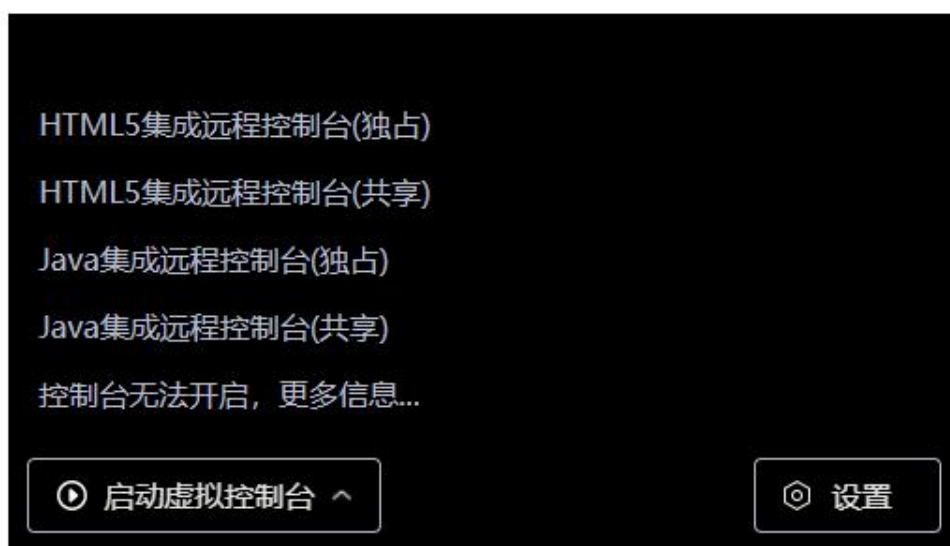 HTML5集成远程控制台(独占)
HTML5集成远程控制台(共享)
Java集成远程控制台(独占)
Java集成远程控制台(共享)
控制台无法开启，更多信息...
启动虚拟控制台
设置